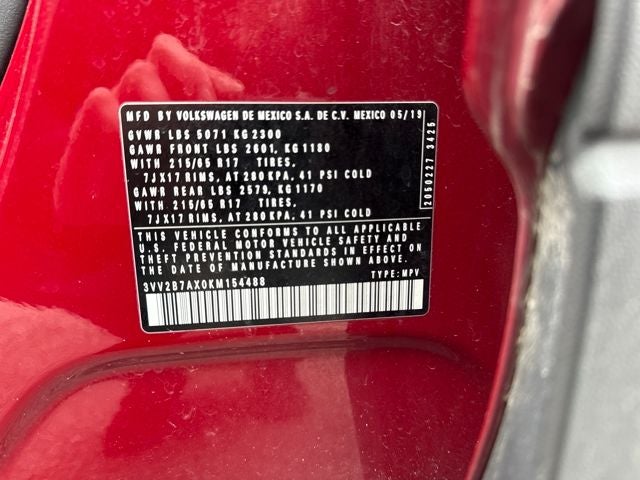 MFD BY VOLKSWAGEN DE MEXICO S.A. DE C.V. MEXICO 05/19
GVWR LBS 5071 KG 2300
GAWR FRONT LBS 2601, KG 1180
WITH 215/65 R17 TIRES,
7JX17 RIMS, AT 280 KPA, 41 PSI COLD
GAWR REAR LBS 2579, KG 1170
WITH 215/65 R17 TIRES,
7JX17 RIMS, AT 280 KPA, 41 PSI COLD
THIS VEHICLE CONFORMS TO ALL APPLICABLE
U.S. FEDERAL MOTOR VEHICLE SAFETY AND
THEFT PREVENTION STANDARDS IN EFFECT ON
THE DATE OF MANUFACTURE SHOWN ABOVE.
3VV2B7AX0KM154488 TYPE: MPV
2050227 3425